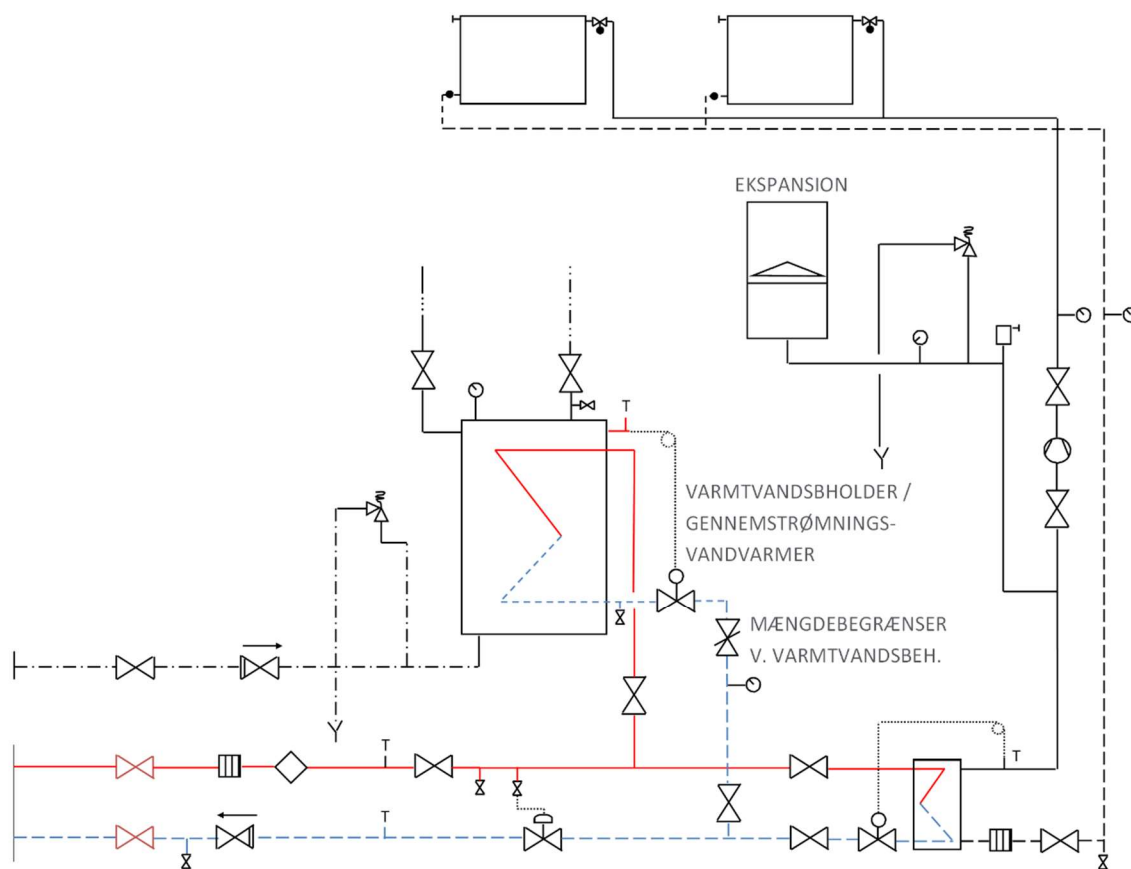 EKSPANSION
T
VARMTVANDSBHOLDER /
GENNEMSTRØMNINGS-
VANDVARMER
MÆNGDEBEGRÆNSER
V. VARMTVANDSBEH.
T
T
T